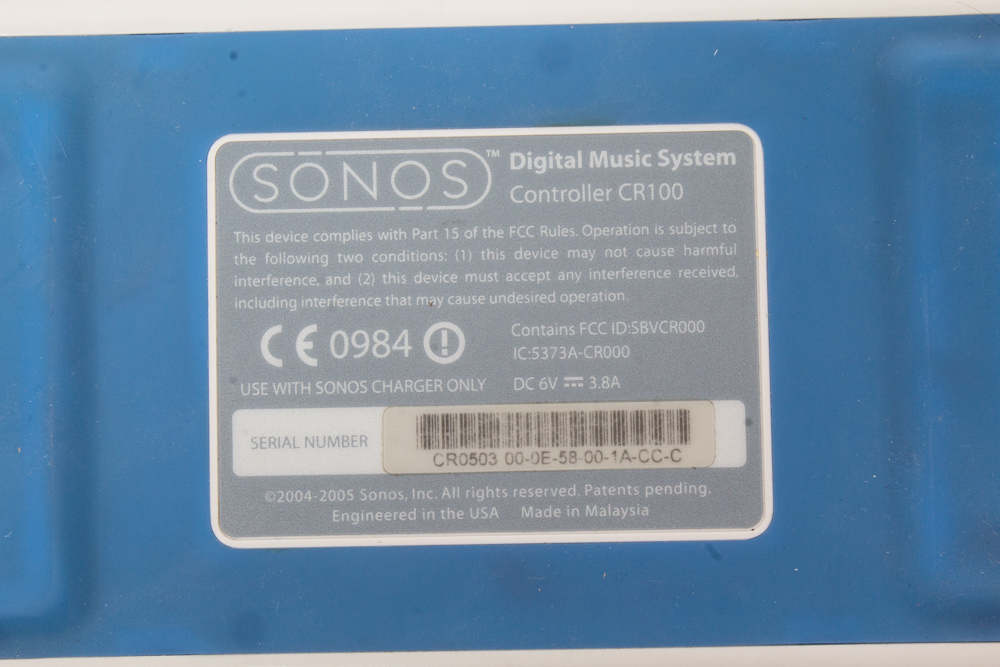 SONOS™ Digital Music System
Controller CR100
This device complies with Part 15 of the FCC Rules. Operation is subject to
the following two conditions: (1) this device may not cause harmful
interference, and (2) this device must accept any interference received,
including interference that may cause undesired operation.
CE 0984
Contains FCC ID:SBVCR000
IC:5373A-CR000
USE WITH SONOS CHARGER ONLY DC 6V ⎓ 3.8A
SERIAL NUMBER
CR0503 00-0E-58-00-1A-CC-C
©2004-2005 Sonos, Inc. All rights reserved. Patents pending.
Engineered in the USA Made in Malaysia